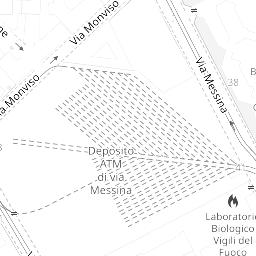 Via Monviso
Via Messina
38
a Monviso
Deposito
ATM
di via
Messina
Laboratorio
Biologico
Vigili del
Fuoco